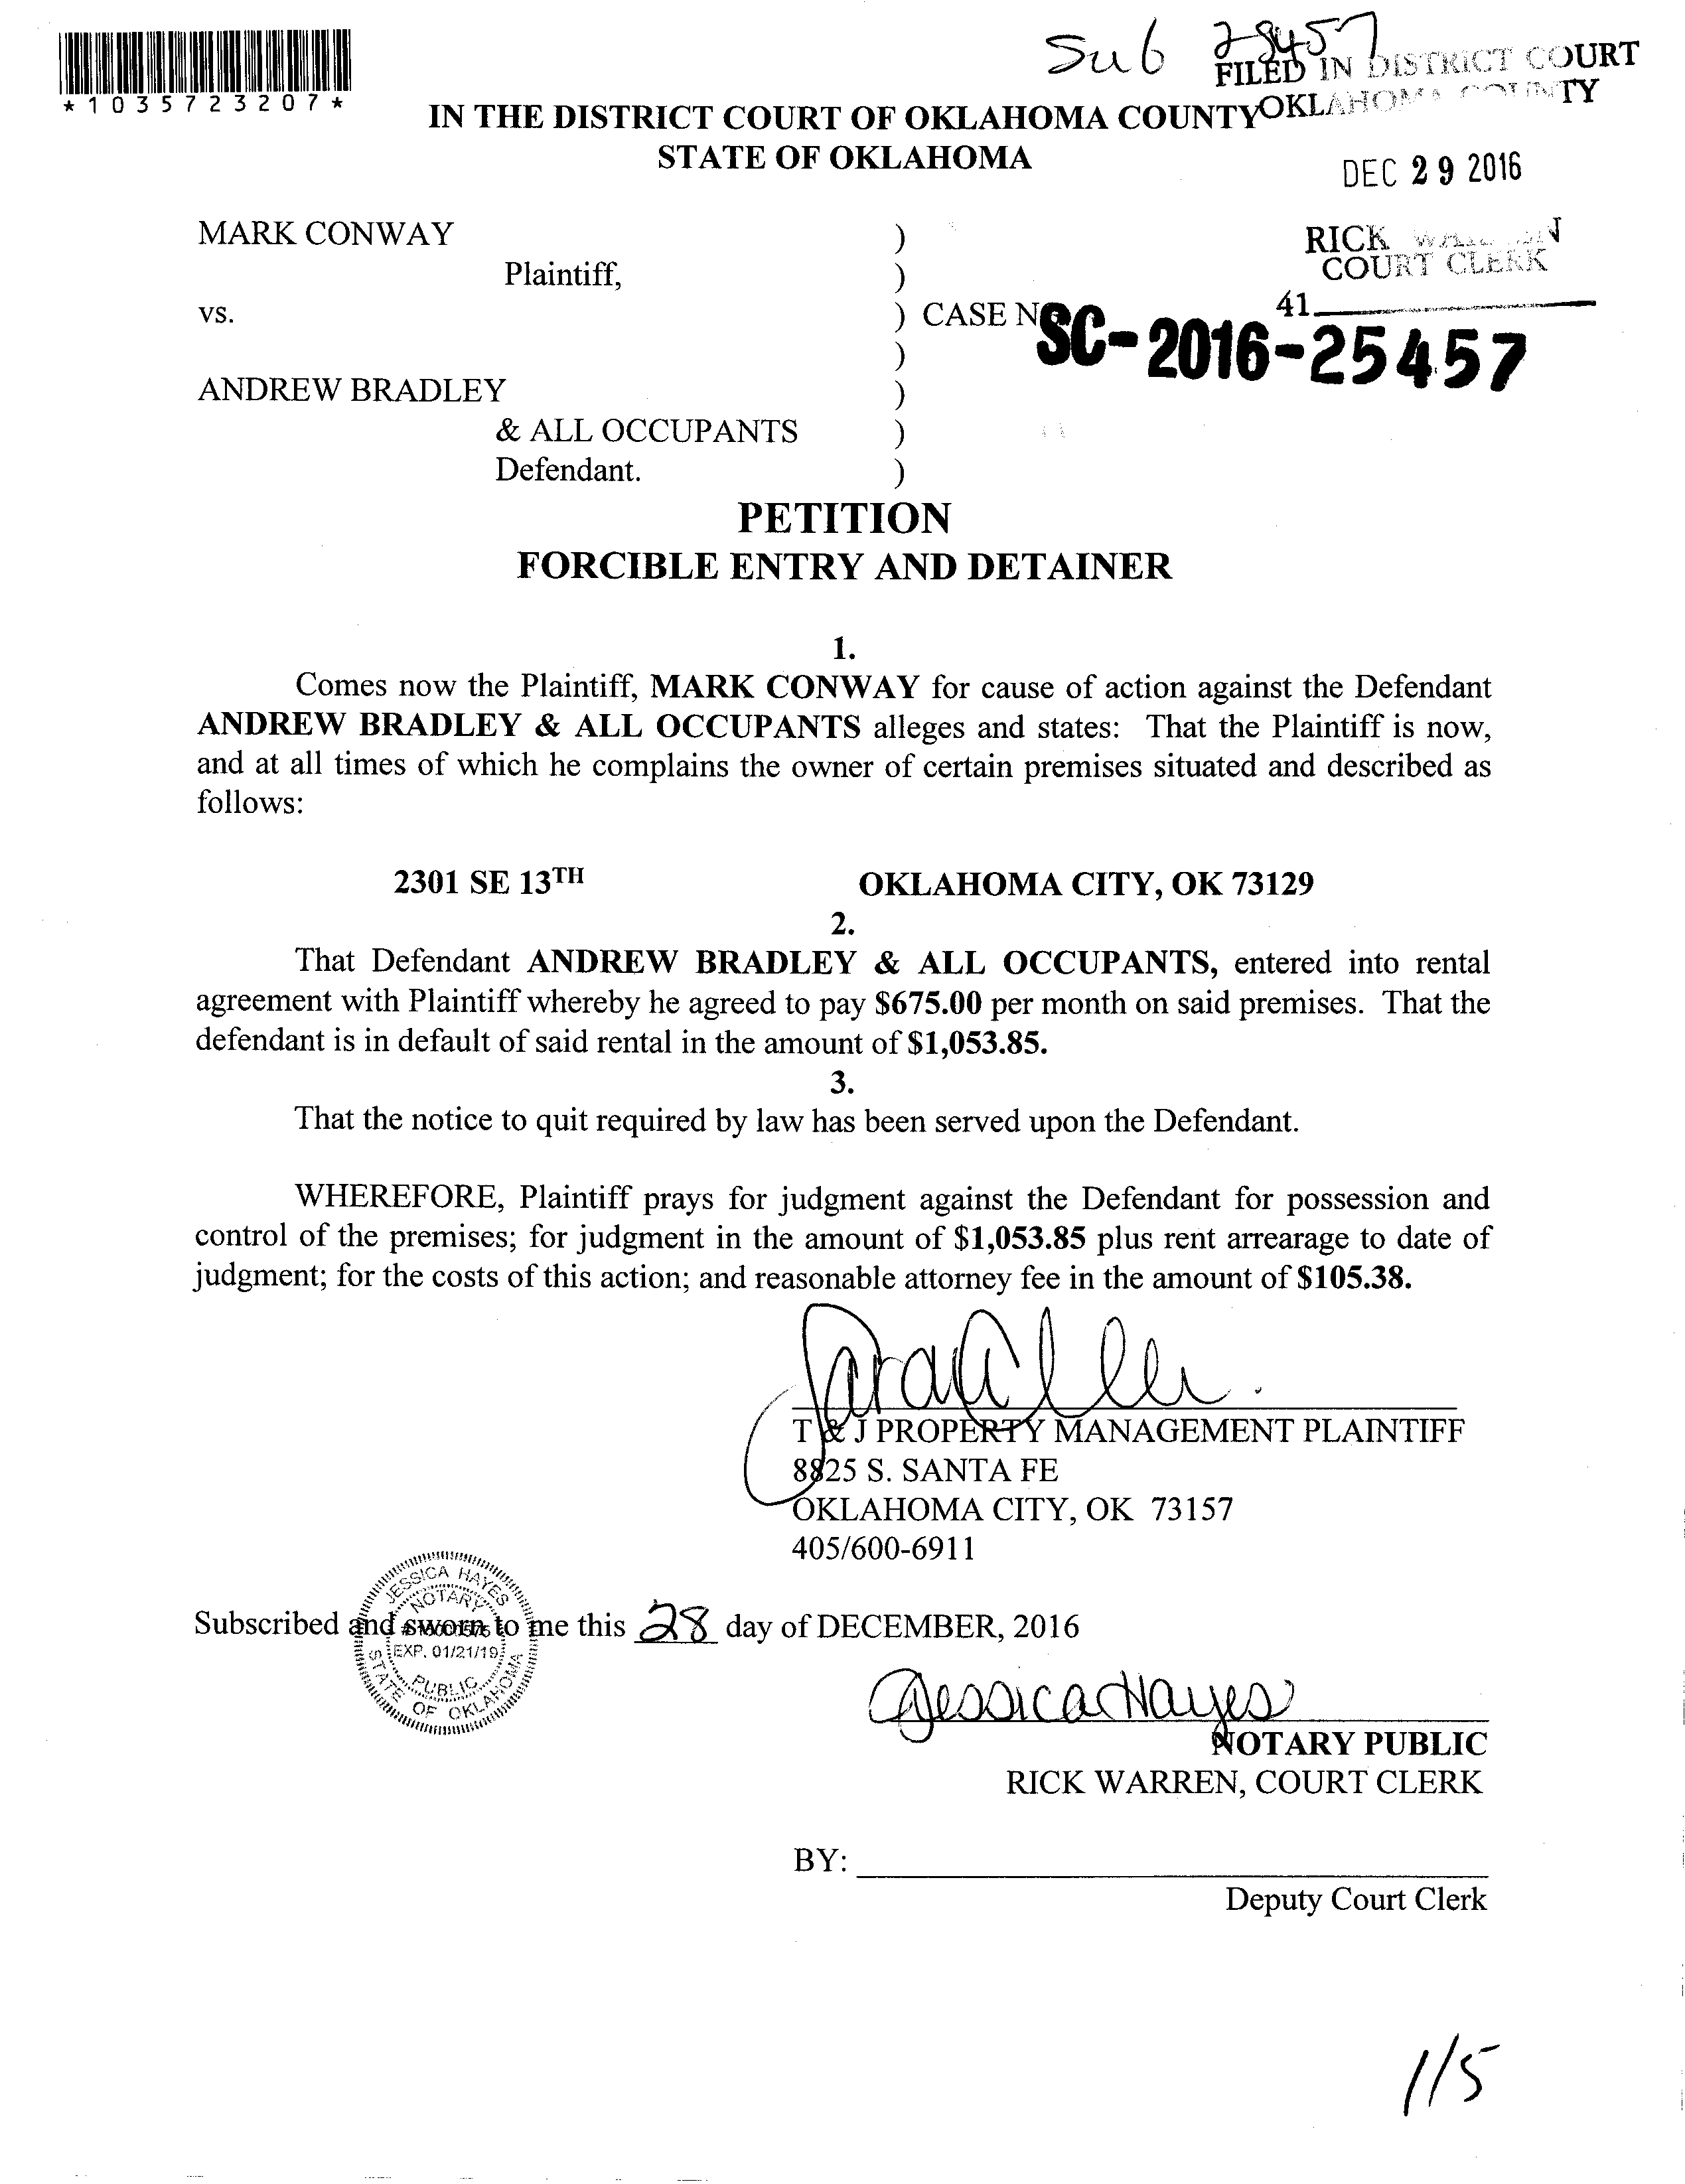 Sub
FILED IN DISTRICT COURT
OKLAHOMA COUNTY
*1035723207*
IN THE DISTRICT COURT OF OKLAHOMA COUNTY
STATE OF OKLAHOMA
DEC 29 2016
MARK CONWAY )
Plaintiff, )
RICK
COURT CLERK
41
vs. ) CASE NO
SC-2016-25457
)
ANDREW BRADLEY )
& ALL OCCUPANTS )
Defendant. )
PETITION
FORCIBLE ENTRY AND DETAINER
1.
Comes now the Plaintiff, MARK CONWAY for cause of action against the Defendant
ANDREW BRADLEY & ALL OCCUPANTS alleges and states: That the Plaintiff is now,
and at all times of which he complains the owner of certain premises situated and described as
follows:
2301 SE 13TH OKLAHOMA CITY, OK 73129
2.
That Defendant ANDREW BRADLEY & ALL OCCUPANTS, entered into rental
agreement with Plaintiff whereby he agreed to pay $675.00 per month on said premises. That the
defendant is in default of said rental in the amount of $1,053.85.
3.
That the notice to quit required by law has been served upon the Defendant.
WHEREFORE, Plaintiff prays for judgment against the Defendant for possession and
control of the premises; for judgment in the amount of $1,053.85 plus rent arrearage to date of
judgment; for the costs of this action; and reasonable attorney fee in the amount of $105.38.
T & J PROPERTY MANAGEMENT PLAINTIFF
8825 S. SANTA FE
OKLAHOMA CITY, OK 73157
405/600-6911
JESSICA HAYES
NOTARY
EXP. 01/21/19
PUBLIC
STATE OF OKLAHOMA
Subscribed and sworn to me this 28 day of DECEMBER, 2016
Jessica Hayes
NOTARY PUBLIC
RICK WARREN, COURT CLERK
BY:
Deputy Court Clerk
1/5